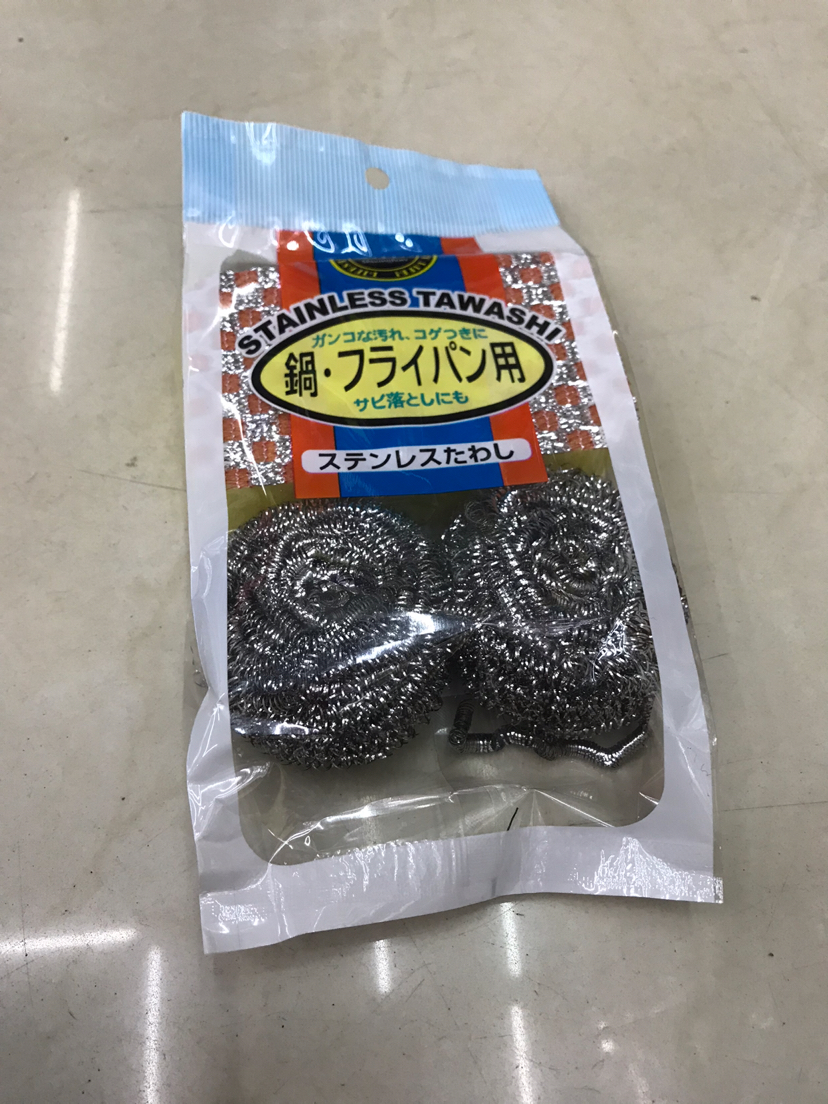 STAINLESS TAWASHI
ガンコな汚れ、コゲつきに
鍋・フライパン用
サビ落としにも
ステンレスたわし